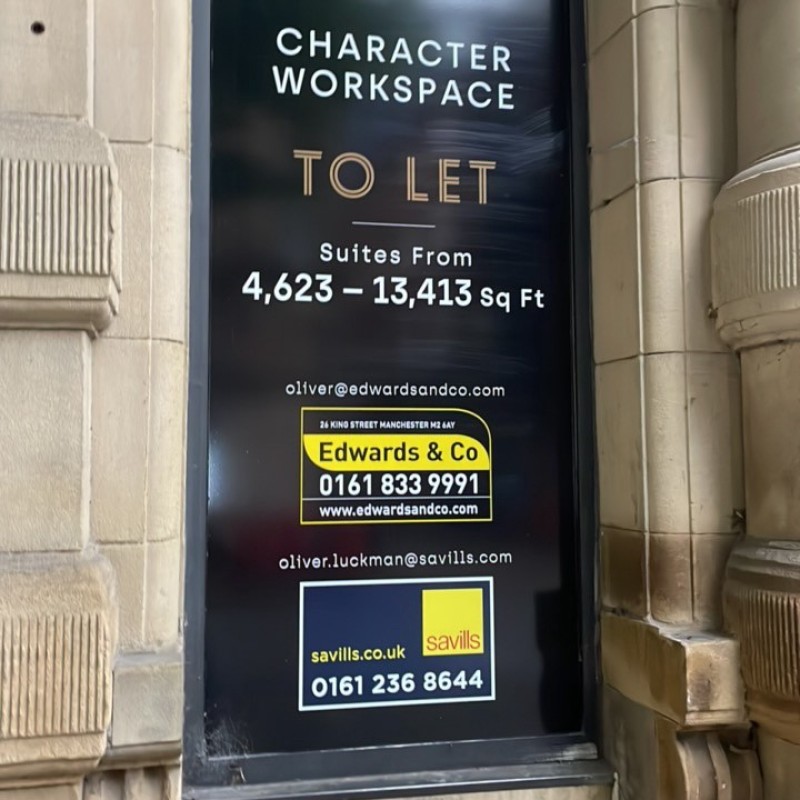 CHARACTER
WORKSPACE
TO LET
Suites From
4,623 – 13,413 Sq Ft
oliver@edwardsandco.com
26 KING STREET MANCHESTER M2 6AY
Edwards & Co
0161 833 9991
www.edwardsandco.com
oliver.luckman@savills.com
savills
savills.co.uk
0161 236 8644